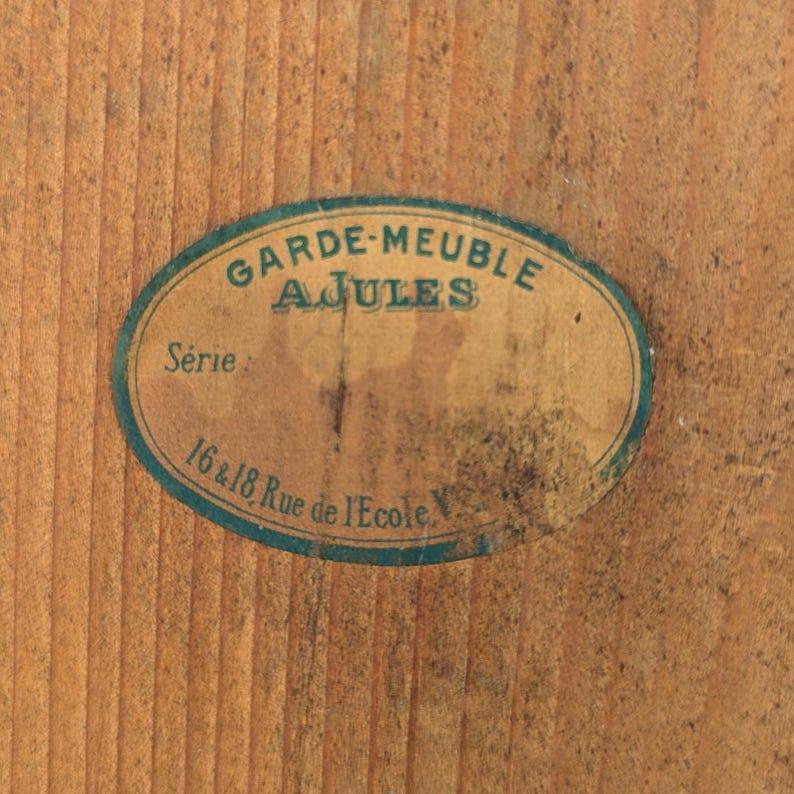 GARDE-MEUBLE
A JULES
Série :
16 & 18, Rue de l'Ecole,